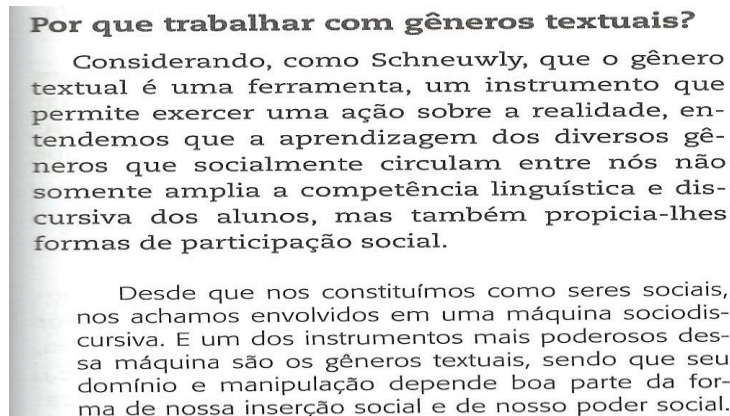 Por que trabalhar com gêneros textuais?
Considerando, como Schneuwly, que o gênero
textual é uma ferramenta, um instrumento que
permite exercer uma ação sobre a realidade, en-
tendemos que a aprendizagem dos diversos gê-
neros que socialmente circulam entre nós não
somente amplia a competência linguística e dis-
cursiva dos alunos, mas também propicia-lhes
formas de participação social.
Desde que nos constituímos como seres sociais,
nos achamos envolvidos em uma máquina sociodis-
cursiva. E um dos instrumentos mais poderosos des-
sa máquina são os gêneros textuais, sendo que seu
domínio e manipulação depende boa parte da for-
ma de nossa inserção social e de nosso poder social.